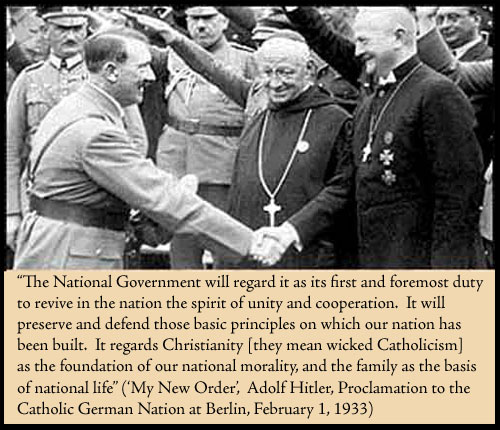 “The National Government will regard it as its first and foremost duty
to revive in the nation the spirit of unity and cooperation.  It will
preserve and defend those basic principles on which our nation has
been built.  It regards Christianity [they mean wicked Catholicism]
as the foundation of our national morality, and the family as the basis
of national life” (‘My New Order’,  Adolf Hitler, Proclamation to the
Catholic German Nation at Berlin, February 1, 1933)